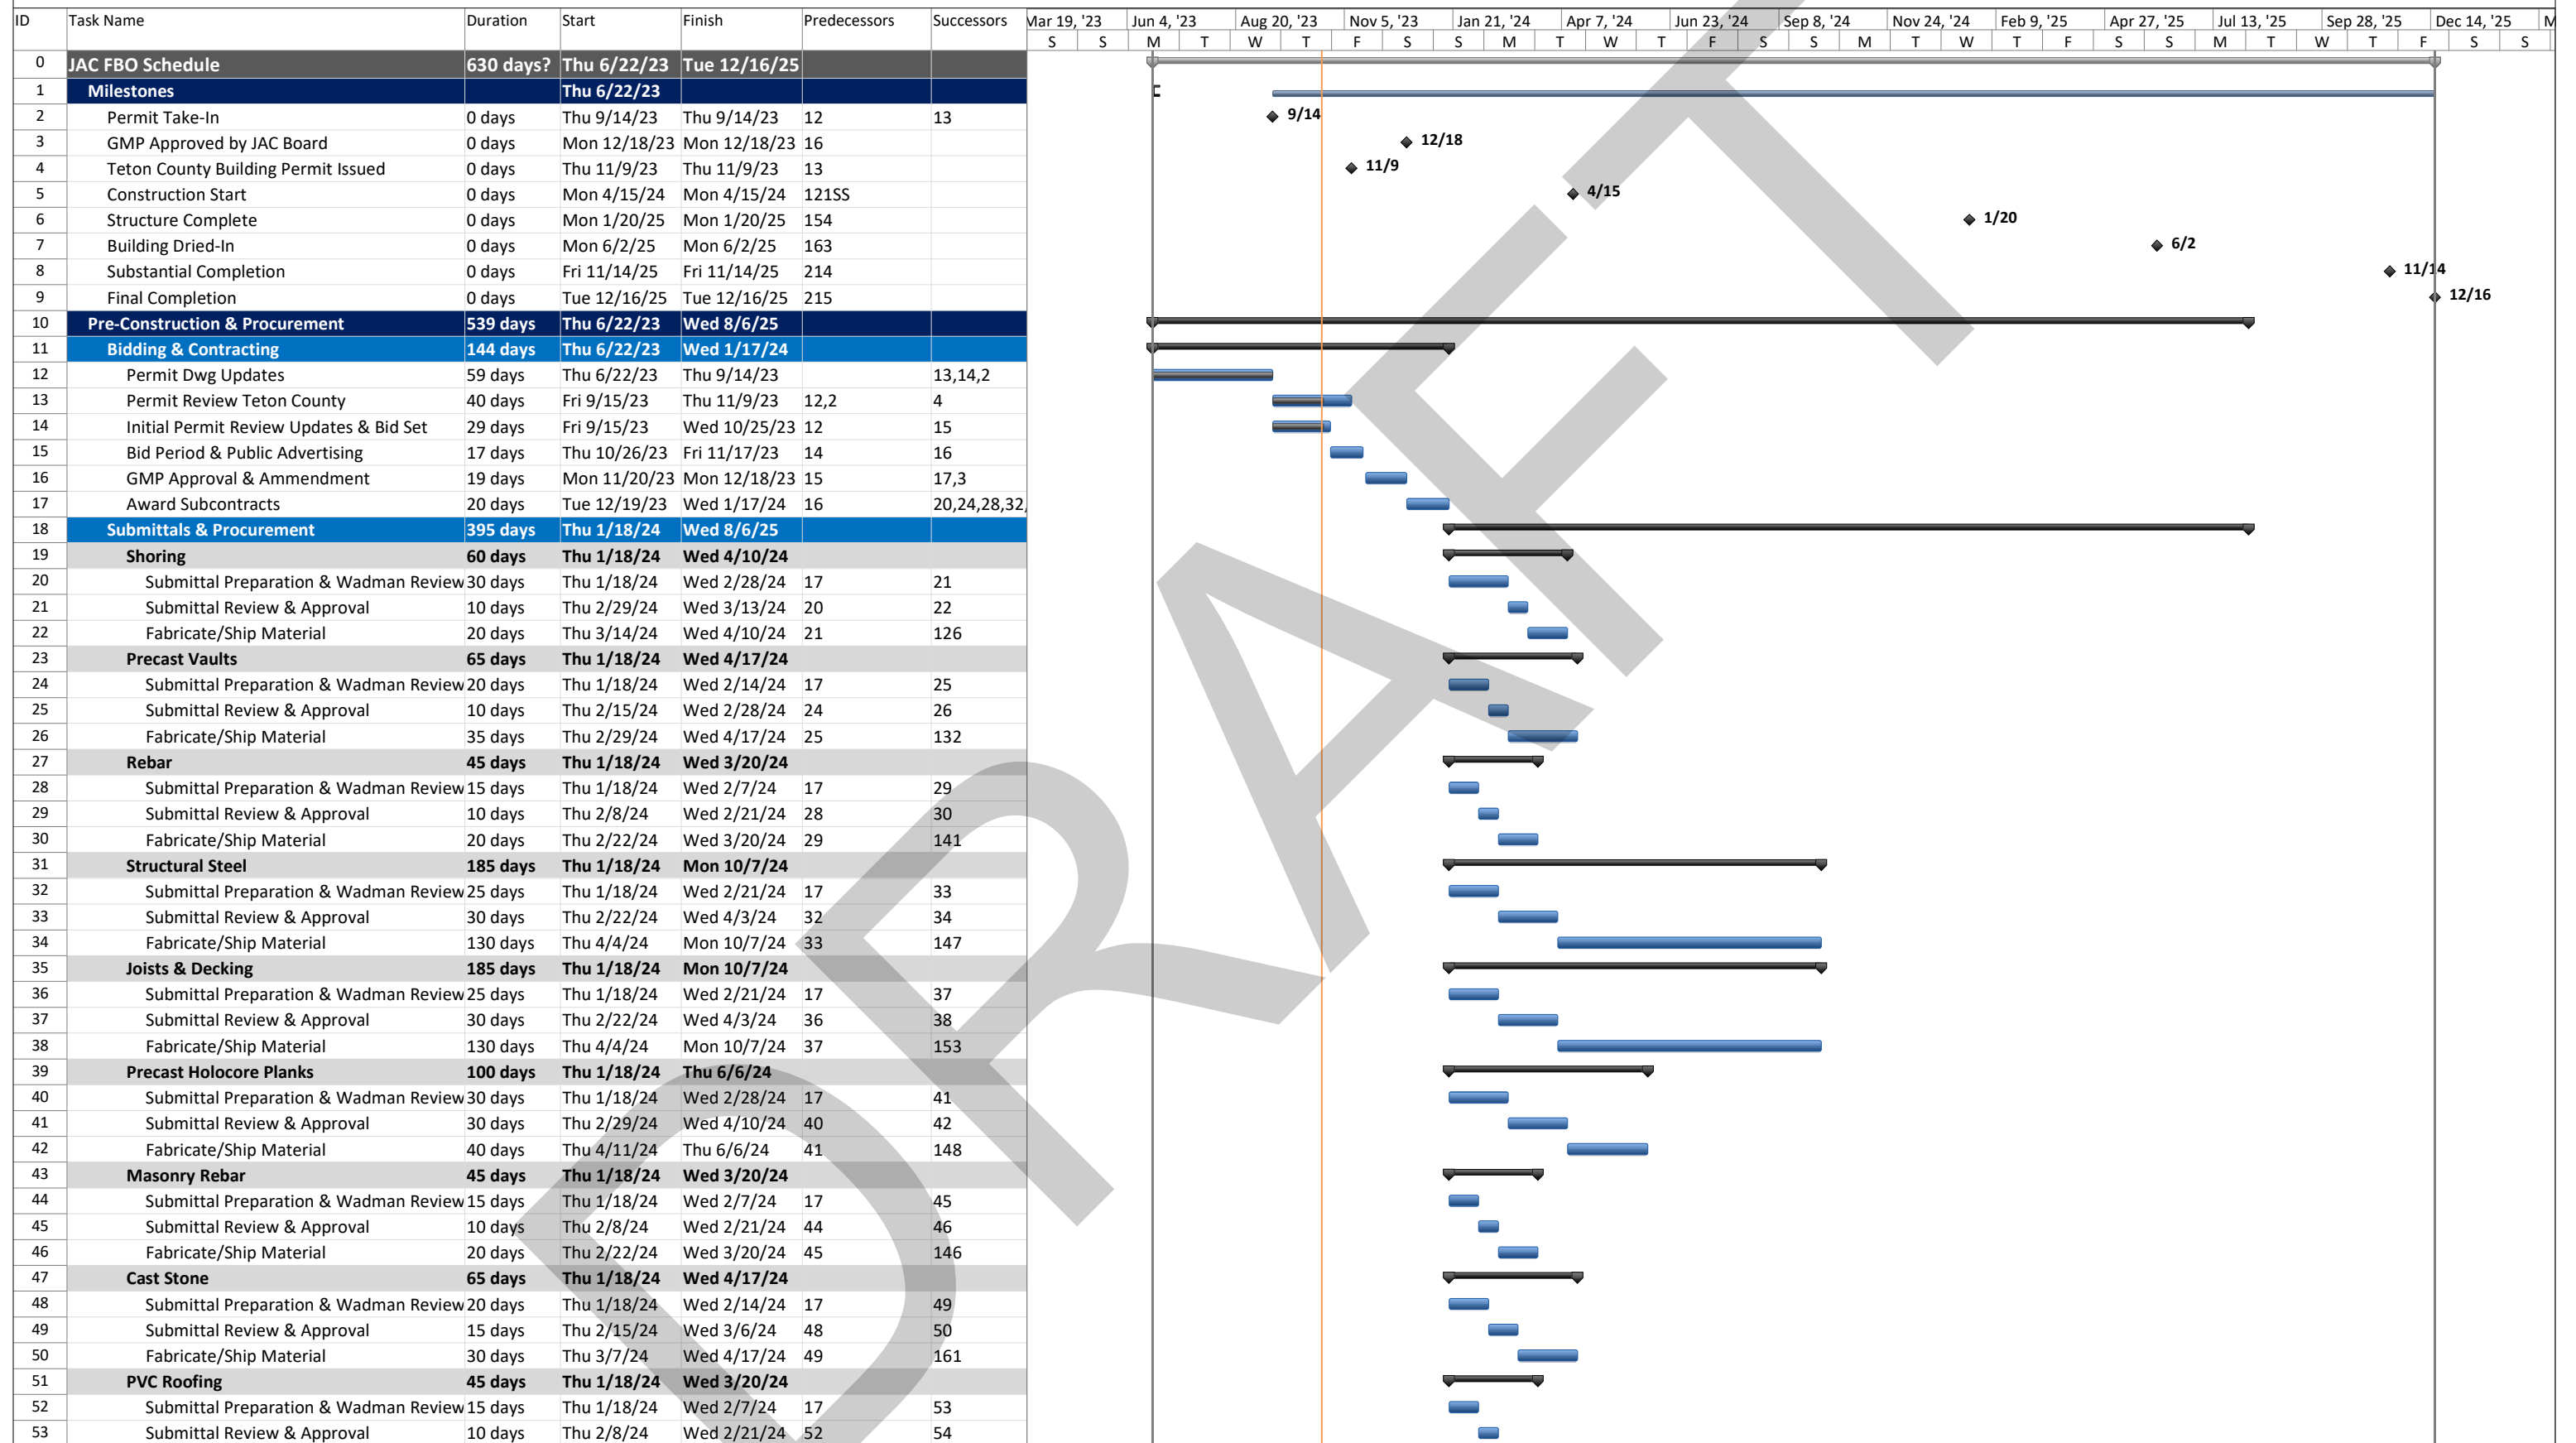 ID Task Name Duration Start Finish Predecessors Successors Mar 19, '23 Jun 4, '23 Aug 20, '23 Nov 5, '23 Jan 21, '24 Apr 7, '24 Jun 23, '24 Sep 8, '24 Nov 24, '24 Feb 9, '25 Apr 27, '25 Jul 13, '25 Sep 28, '25 Dec 14, '25 M
S S M T W T F S S M T W T F S S M T W T F S S M T W T F S S
0 JAC FBO Schedule 630 days? Thu 6/22/23 Tue 12/16/25
1 Milestones Thu 6/22/23
2 Permit Take-In 0 days Thu 9/14/23 Thu 9/14/23 12 13 9/14
3 GMP Approved by JAC Board 0 days Mon 12/18/23 Mon 12/18/23 16 12/18
4 Teton County Building Permit Issued 0 days Thu 11/9/23 Thu 11/9/23 13 11/9
5 Construction Start 0 days Mon 4/15/24 Mon 4/15/24 121SS 4/15
6 Structure Complete 0 days Mon 1/20/25 Mon 1/20/25 154 1/20
7 Building Dried-In 0 days Mon 6/2/25 Mon 6/2/25 163 6/2
8 Substantial Completion 0 days Fri 11/14/25 Fri 11/14/25 214 11/14
9 Final Completion 0 days Tue 12/16/25 Tue 12/16/25 215 12/16
10 Pre-Construction & Procurement 539 days Thu 6/22/23 Wed 8/6/25
11 Bidding & Contracting 144 days Thu 6/22/23 Wed 1/17/24
12 Permit Dwg Updates 59 days Thu 6/22/23 Thu 9/14/23 13,14,2
13 Permit Review Teton County 40 days Fri 9/15/23 Thu 11/9/23 12,2 4
14 Initial Permit Review Updates & Bid Set 29 days Fri 9/15/23 Wed 10/25/23 12 15
15 Bid Period & Public Advertising 17 days Thu 10/26/23 Fri 11/17/23 14 16
16 GMP Approval & Ammendment 19 days Mon 11/20/23 Mon 12/18/23 15 17,3
17 Award Subcontracts 20 days Tue 12/19/23 Wed 1/17/24 16 20,24,28,32,
18 Submittals & Procurement 395 days Thu 1/18/24 Wed 8/6/25
19 Shoring 60 days Thu 1/18/24 Wed 4/10/24
20 Submittal Preparation & Wadman Review 30 days Thu 1/18/24 Wed 2/28/24 17 21
21 Submittal Review & Approval 10 days Thu 2/29/24 Wed 3/13/24 20 22
22 Fabricate/Ship Material 20 days Thu 3/14/24 Wed 4/10/24 21 126
23 Precast Vaults 65 days Thu 1/18/24 Wed 4/17/24
24 Submittal Preparation & Wadman Review 20 days Thu 1/18/24 Wed 2/14/24 17 25
25 Submittal Review & Approval 10 days Thu 2/15/24 Wed 2/28/24 24 26
26 Fabricate/Ship Material 35 days Thu 2/29/24 Wed 4/17/24 25 132
27 Rebar 45 days Thu 1/18/24 Wed 3/20/24
28 Submittal Preparation & Wadman Review 15 days Thu 1/18/24 Wed 2/7/24 17 29
29 Submittal Review & Approval 10 days Thu 2/8/24 Wed 2/21/24 28 30
30 Fabricate/Ship Material 20 days Thu 2/22/24 Wed 3/20/24 29 141
31 Structural Steel 185 days Thu 1/18/24 Mon 10/7/24
32 Submittal Preparation & Wadman Review 25 days Thu 1/18/24 Wed 2/21/24 17 33
33 Submittal Review & Approval 30 days Thu 2/22/24 Wed 4/3/24 32 34
34 Fabricate/Ship Material 130 days Thu 4/4/24 Mon 10/7/24 33 147
35 Joists & Decking 185 days Thu 1/18/24 Mon 10/7/24
36 Submittal Preparation & Wadman Review 25 days Thu 1/18/24 Wed 2/21/24 17 37
37 Submittal Review & Approval 30 days Thu 2/22/24 Wed 4/3/24 36 38
38 Fabricate/Ship Material 130 days Thu 4/4/24 Mon 10/7/24 37 153
39 Precast Holocore Planks 100 days Thu 1/18/24 Thu 6/6/24
40 Submittal Preparation & Wadman Review 30 days Thu 1/18/24 Wed 2/28/24 17 41
41 Submittal Review & Approval 30 days Thu 2/29/24 Wed 4/10/24 40 42
42 Fabricate/Ship Material 40 days Thu 4/11/24 Thu 6/6/24 41 148
43 Masonry Rebar 45 days Thu 1/18/24 Wed 3/20/24
44 Submittal Preparation & Wadman Review 15 days Thu 1/18/24 Wed 2/7/24 17 45
45 Submittal Review & Approval 10 days Thu 2/8/24 Wed 2/21/24 44 46
46 Fabricate/Ship Material 20 days Thu 2/22/24 Wed 3/20/24 45 146
47 Cast Stone 65 days Thu 1/18/24 Wed 4/17/24
48 Submittal Preparation & Wadman Review 20 days Thu 1/18/24 Wed 2/14/24 17 49
49 Submittal Review & Approval 15 days Thu 2/15/24 Wed 3/6/24 48 50
50 Fabricate/Ship Material 30 days Thu 3/7/24 Wed 4/17/24 49 161
51 PVC Roofing 45 days Thu 1/18/24 Wed 3/20/24
52 Submittal Preparation & Wadman Review 15 days Thu 1/18/24 Wed 2/7/24 17 53
53 Submittal Review & Approval 10 days Thu 2/8/24 Wed 2/21/24 52 54
DRAFT